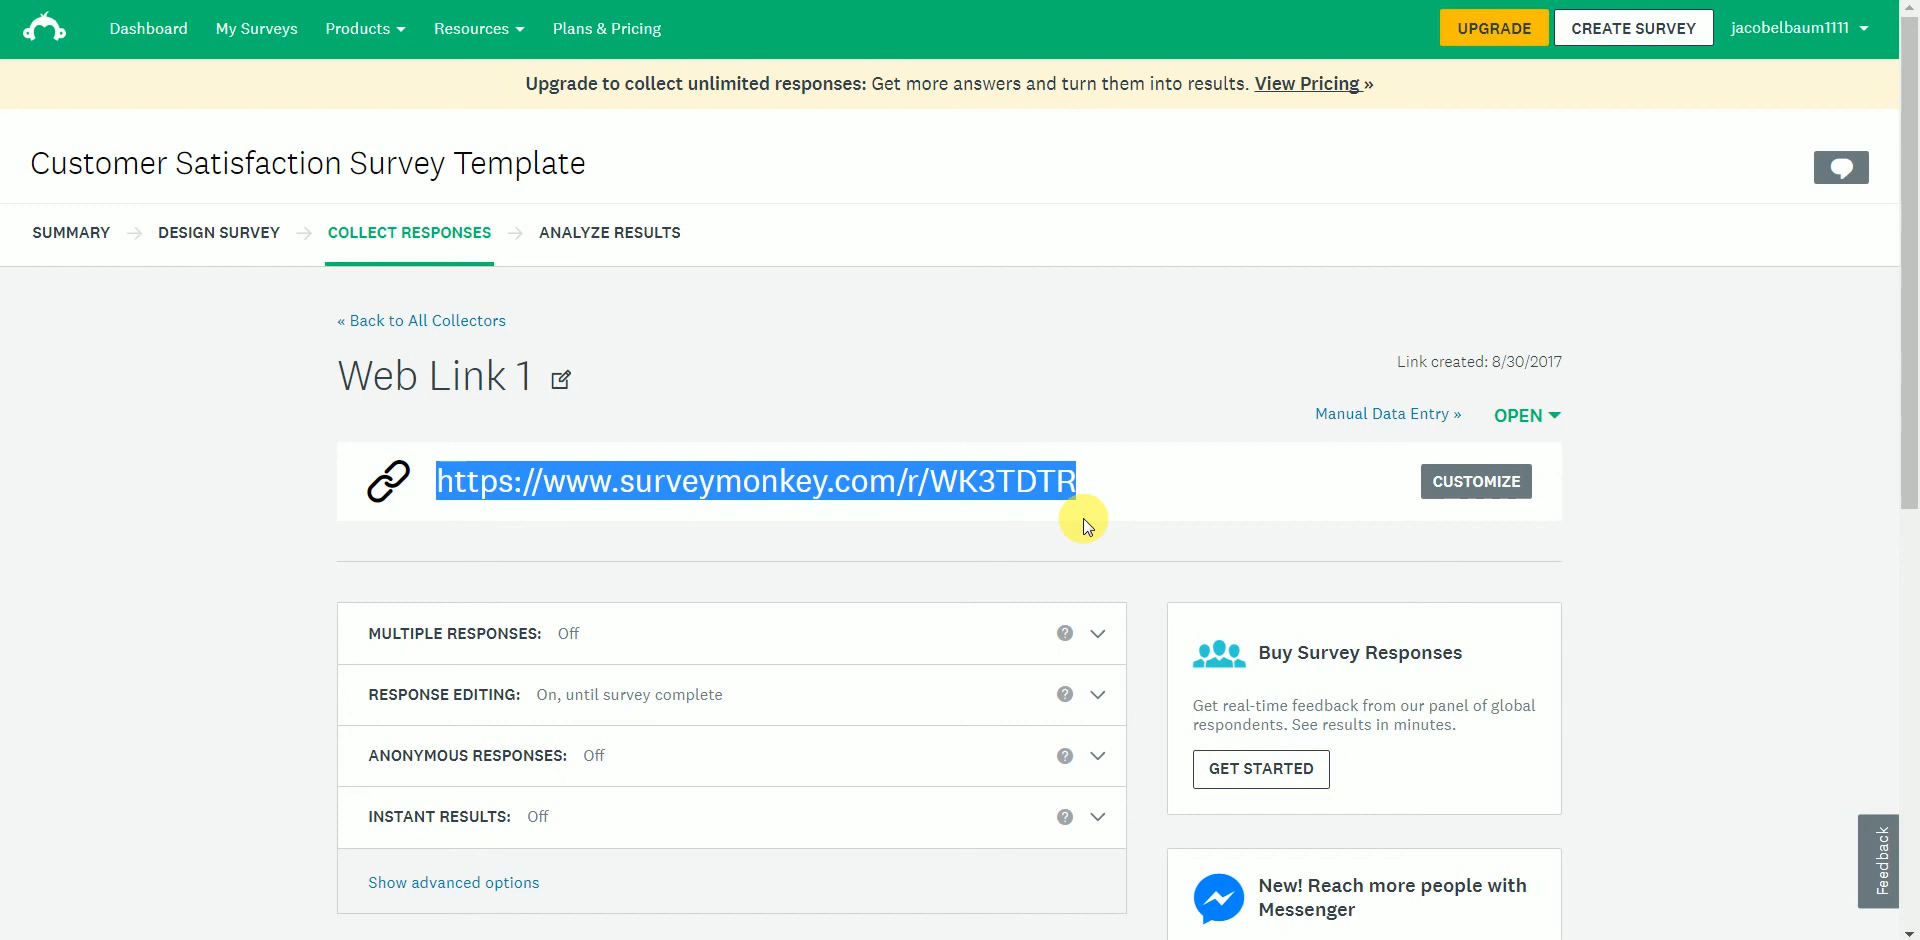 Dashboard My Surveys Products Resources Plans & Pricing UPGRADE CREATE SURVEY jacobelbaum1111
Upgrade to collect unlimited responses: Get more answers and turn them into results. View Pricing »
Customer Satisfaction Survey Template
SUMMARY DESIGN SURVEY COLLECT RESPONSES ANALYZE RESULTS
« Back to All Collectors
Web Link 1
Link created: 8/30/2017
Manual Data Entry » OPEN
https://www.surveymonkey.com/r/WK3TDTR CUSTOMIZE
MULTIPLE RESPONSES: Off ?
RESPONSE EDITING: On, until survey complete ?
ANONYMOUS RESPONSES: Off ?
INSTANT RESULTS: Off ?
Show advanced options
Buy Survey Responses
Get real-time feedback from our panel of global
respondents. See results in minutes.
GET STARTED
New! Reach more people with
Messenger
Feedback